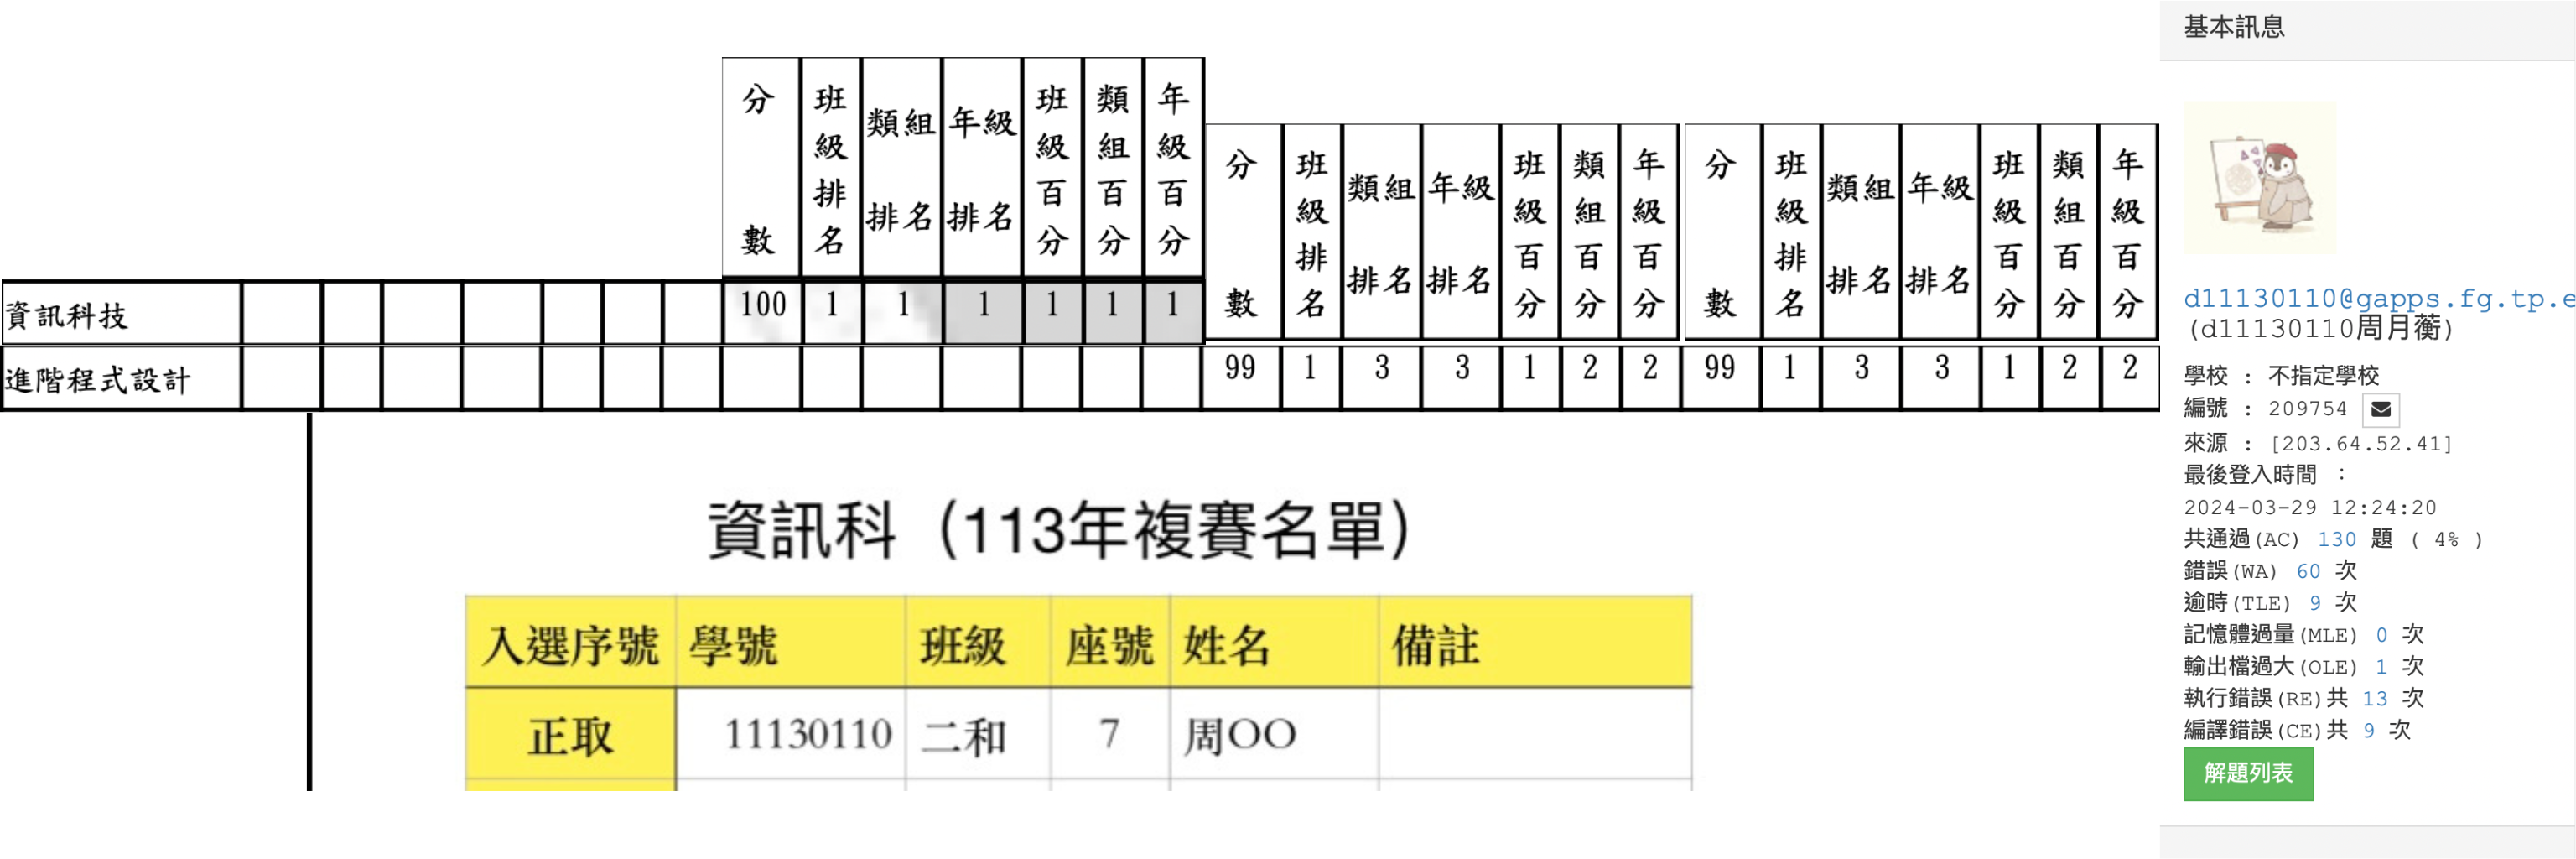 分數 班級排名 類組排名 年級排名 班級百分 類組百分 年級百分
分數 班級排名 類組排名 年級排名 班級百分 類組百分 年級百分 分數 班級排名 類組排名 年級排名 班級百分 類組百分 年級百分
資訊科技 100 1 1 1 1 1 1
進階程式設計 99 1 3 3 1 2 2 99 1 3 3 1 2 2
資訊科（113年複賽名單）
入選序號 學號 班級 座號 姓名 備註
正取 11130110 二和 7 周OO
基本訊息
d11130110@gapps.fg.tp.e
(d11130110周月蘅)
學校 : 不指定學校
編號 : 209754
來源 : [203.64.52.41]
最後登入時間 :
2024-03-29 12:24:20
共通過(AC) 130 題 ( 4% )
錯誤(WA) 60 次
逾時(TLE) 9 次
記憶體過量(MLE) 0 次
輸出檔過大(OLE) 1 次
執行錯誤(RE)共 13 次
編譯錯誤(CE)共 9 次
解題列表